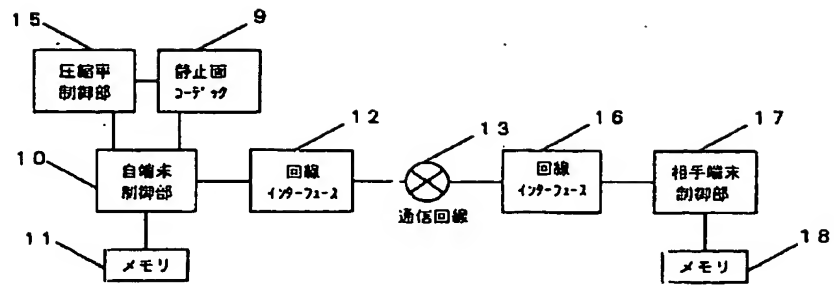 15
9
圧縮率
制御部
静止画
コーデック
12
13
16
17
10
自端末
制御部
回線
インターフェース
通信回線
回線
インターフェース
相手端末
制御部
11
メモリ
メモリ
18